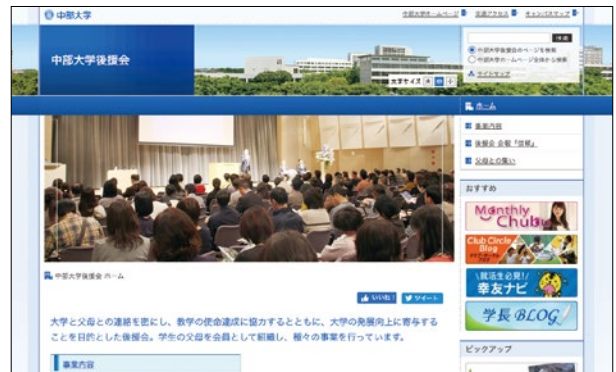 中部大学
中部大学ホームページ
交通アクセス
キャンパスマップ
中部大学後援会
検索
中部大学後援会のページを検索
中部大学ホームページ全体から検索
サイトマップ
文字サイズ 大 中 小
ホーム
事業内容
後援会 会報「信頼」
父母との集い
おすすめ
Monthly
Chubu
Club Circle
Blog
\就活生必見!/
幸友ナビ
学長 BLOG
ピックアップ
中部大学後援会 ホーム
いいね!
ツイート
大学と父母との連絡を密にし、教学の使命達成に協力するとともに、大学の発展向上に寄与する
ことを目的とした後援会。学生の父母を会員として組織し、種々の事業を行っています。
事業内容